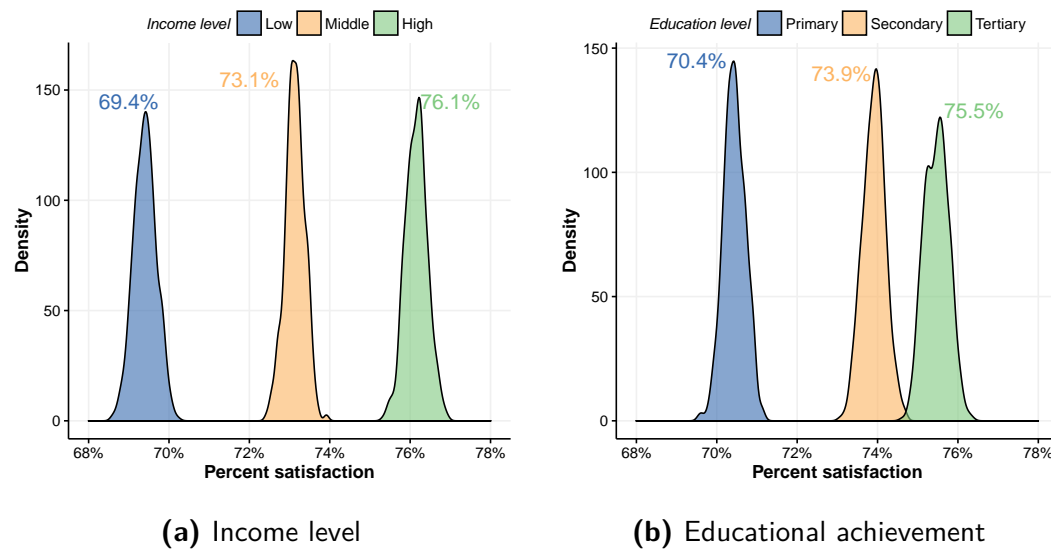 Income level Low Middle High
69.4%
73.1%
76.1%
150
100
50
0
Density
68% 70% 72% 74% 76% 78%
Percent satisfaction
(a) Income level
Education level Primary Secondary Tertiary
70.4%
73.9%
75.5%
150
100
50
0
Density
68% 70% 72% 74% 76% 78%
Percent satisfaction
(b) Educational achievement